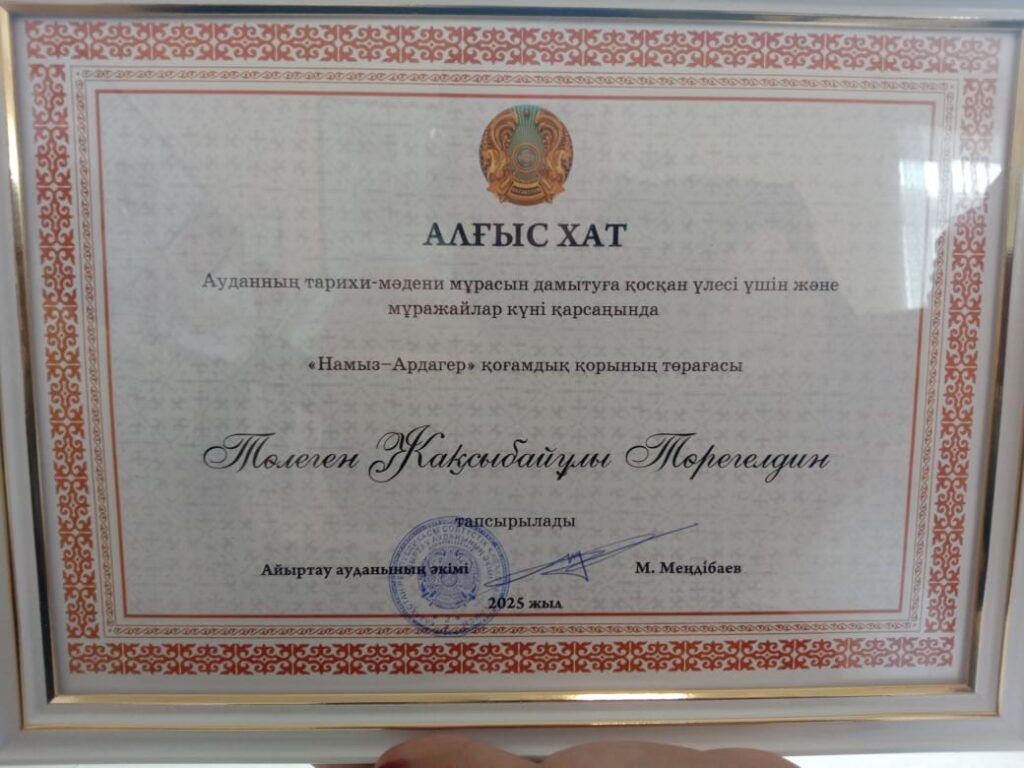 АЛҒЫС ХАТ
Ауданның тарихи-мәдени мұрасын дамытуға қосқан үлесі үшін және
мұражайлар күні қарсаңында
«Намыз–Ардагер» қоғамдық қорының төрағасы
Төлеген Жақсыбайұлы Төрегелдин
тапсырылады
Айыртау ауданының әкімі
М. Меңдібаев
2025 жыл